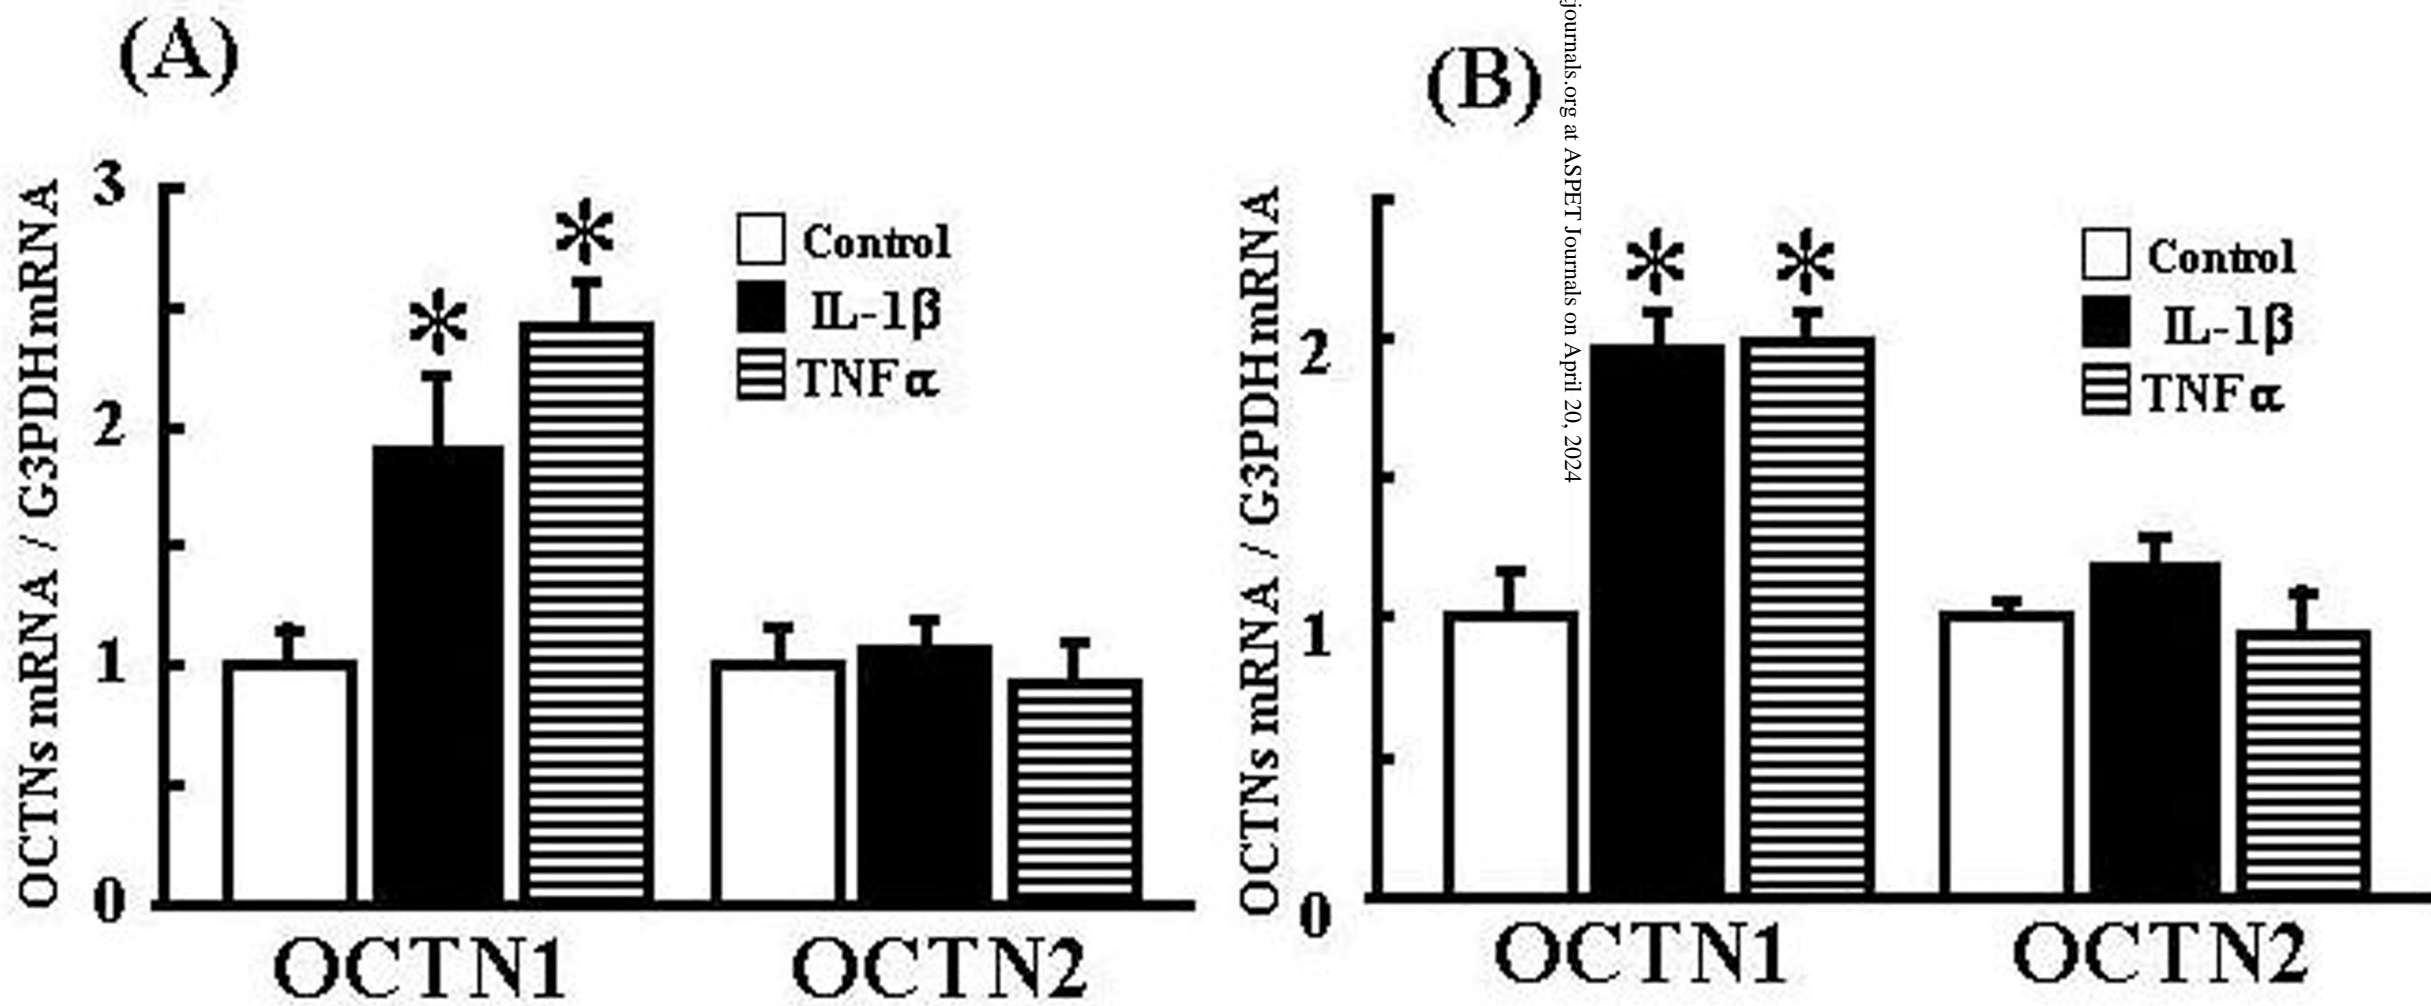 (A)
OCTNs mRNA / G3PDH mRNA
3
2
1
0
*
*
Control
IL-1β
TNFα
OCTN1
OCTN2
(B)
OCTNs mRNA / G3PDH mRNA
2
1
0
*
*
Control
IL-1β
TNFα
OCTN1
OCTN2
journals.org at ASPET Journals on April 20, 2024